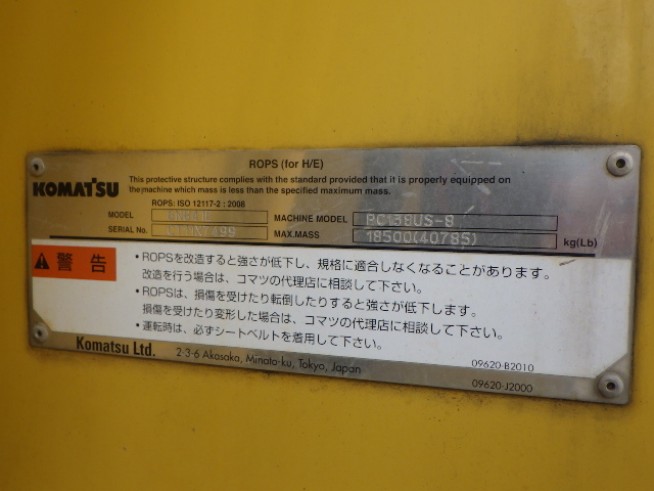 ROPS (for H/E)
KOMATSU
This protective structure complies with the standard provided that it is properly equipped on
the machine which mass is less than the specified maximum mass.
ROPS: ISO 12117-2 : 2008
MODEL
MACHINE MODEL PC138US-8
SERIAL No.
MAX.MASS 18500(40785) kg(Lb)
警告
・ROPSを改造すると強さが低下し、規格に適合しなくなることがあります。
改造を行う場合は、コマツの代理店に相談して下さい。
・ROPSは、損傷を受けたり転倒したりすると強さが低下します。
損傷を受けたり変形した場合は、コマツの代理店に相談して下さい。
・運転時は、必ずシートベルトを着用して下さい。
Komatsu Ltd. 2-3-6 Akasaka, Minato-ku, Tokyo, Japan
09620-B2010
09620-J2000